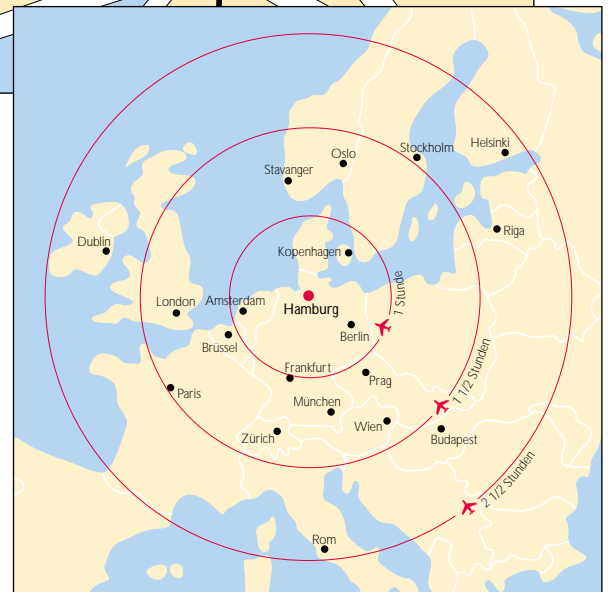 Oslo
Stockholm
Helsinki
Stavanger
Riga
Dublin
Kopenhagen
London
Amsterdam
Hamburg
1 Stunde
Brüssel
Berlin
Frankfurt
Prag
1 1/2 Stunden
Paris
München
Zürich
Wien
Budapest
2 1/2 Stunden
Rom